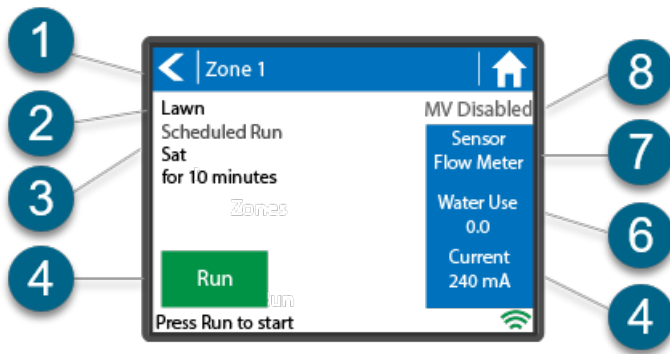 1
Zone 1
8
2
Lawn
MV Disabled
Scheduled Run
Sensor
7
Sat
Flow Meter
3
for 10 minutes
Zones
Water Use
0.0
6
4
Run
Current
240 mA
4
un
Press Run to start